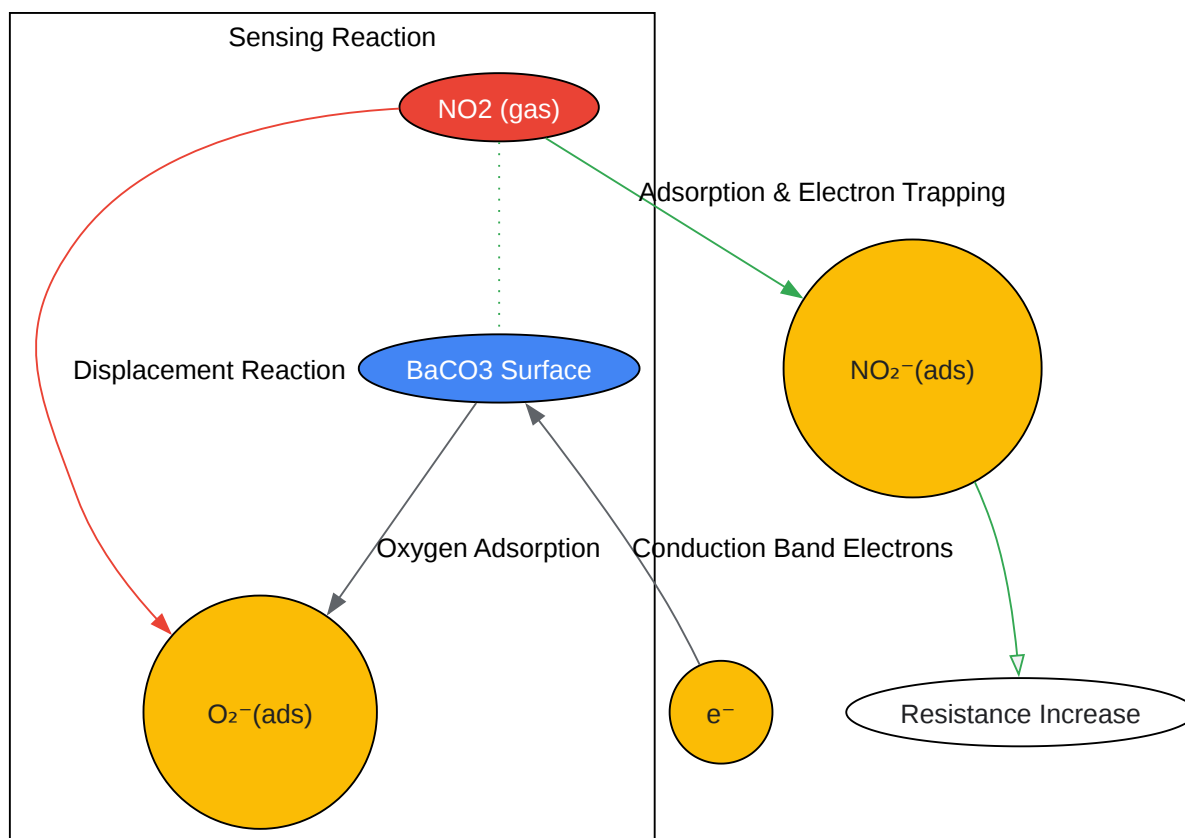 Sensing Reaction
NO2 (gas)
Adsorption & Electron Trapping
Displacement Reaction
BaCO3 Surface
NO₂⁻(ads)
Oxygen Adsorption
Conduction Band Electrons
O₂⁻(ads)
e⁻
Resistance Increase